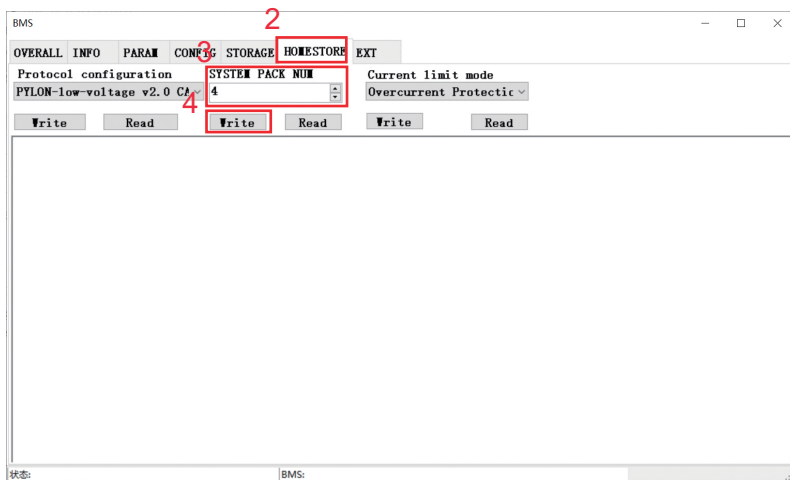 BMS
2
OVERALL INFO PARAM CONFIG STORAGE HOMESTORE EXT
3
Protocol configuration SYSTEM PACK NUM Current limit mode
PYLON-low-voltage v2.0 CA 4 Overcurrent Protectic
4
Write Read Write Read Write Read
状态: BMS: